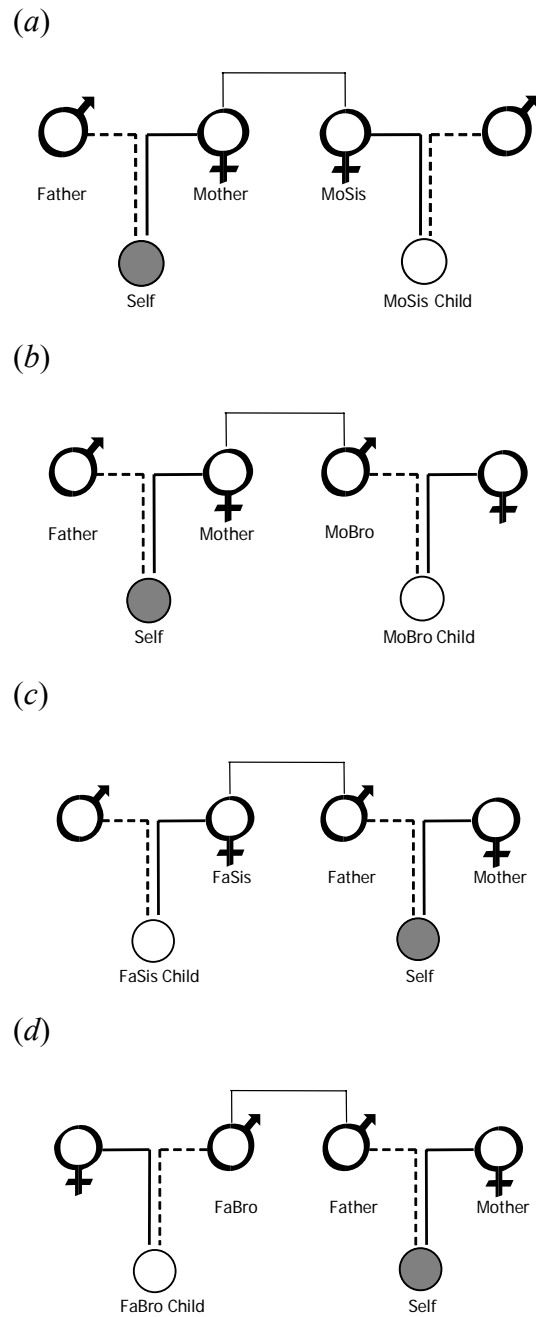 (a)
Father Mother MoSis
Self MoSis Child
(b)
Father Mother MoBro
Self MoBro Child
(c)
FaSis Father Mother
FaSis Child Self
(d)
FaBro Father Mother
FaBro Child Self